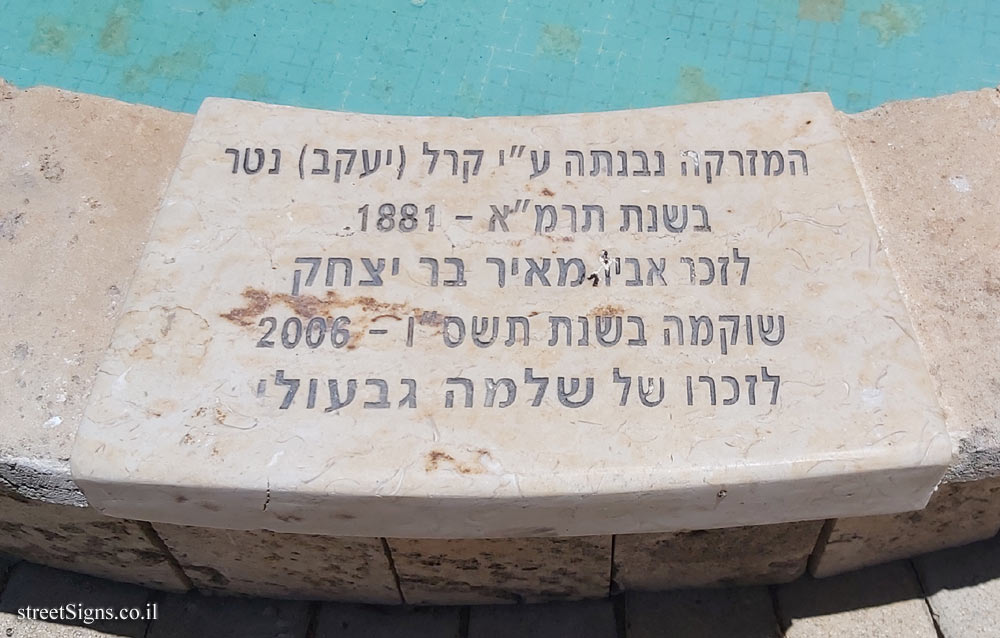 המזרקה נבנתה ע"י קרל (יעקב) נטר
בשנת תרמ"א - 1881
לזכר אביו מאיר בר יצחק
שוקמה בשנת תשס"ו - 2006
לזכרו של שלמה גבעולי
streetSigns.co.il